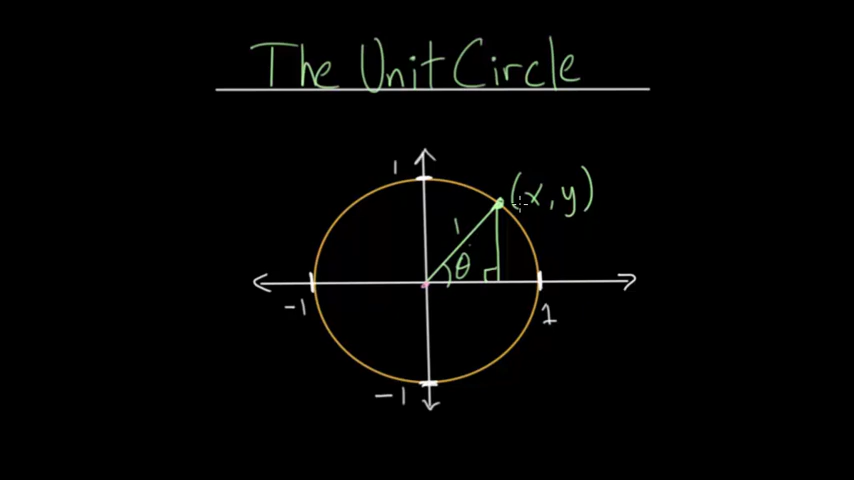 The Unit Circle
1
(x, y)
1
θ
-1
1
-1